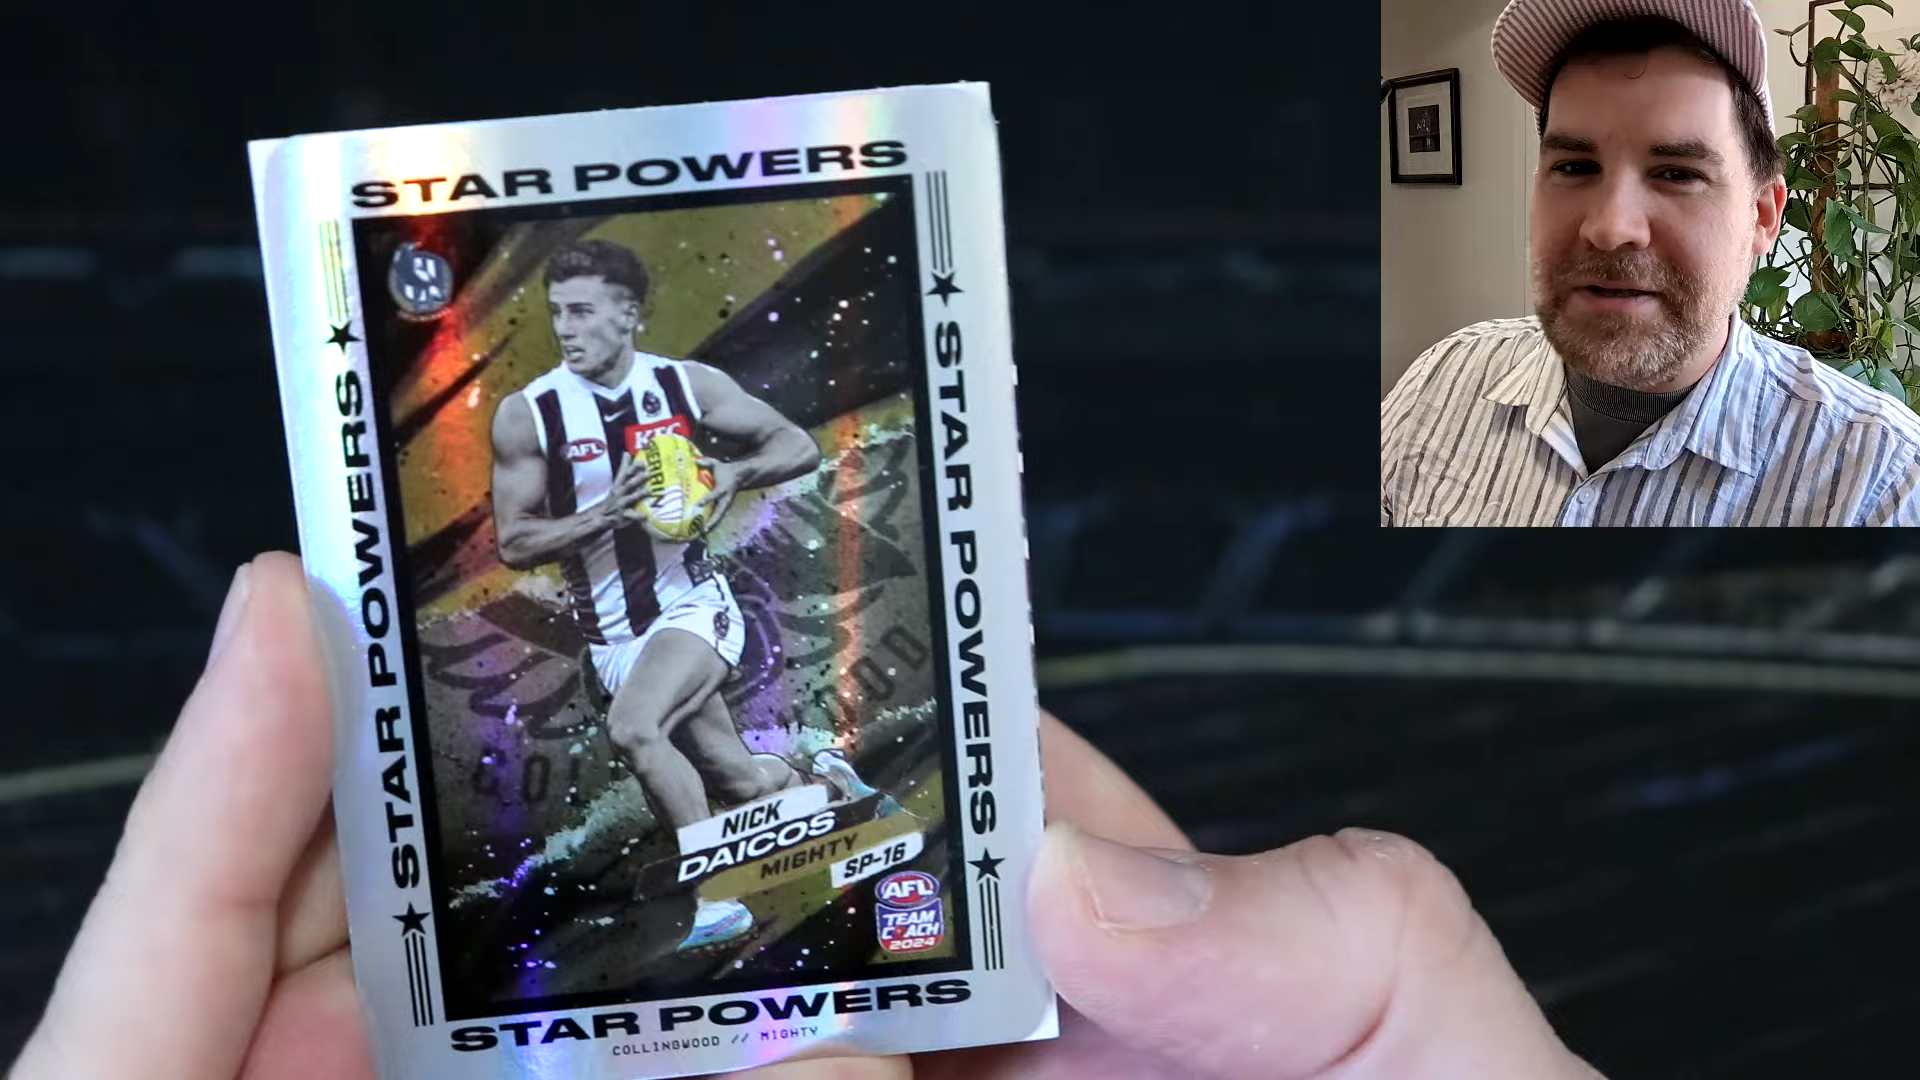 STAR POWERS
STAR POWERS
STAR POWERS
AFL
KFC
NICK
DAICOS
MIGHTY
SP-16
AFL
TEAM
COACH
2024
STAR POWERS
COLLINGWOOD // MIGHTY